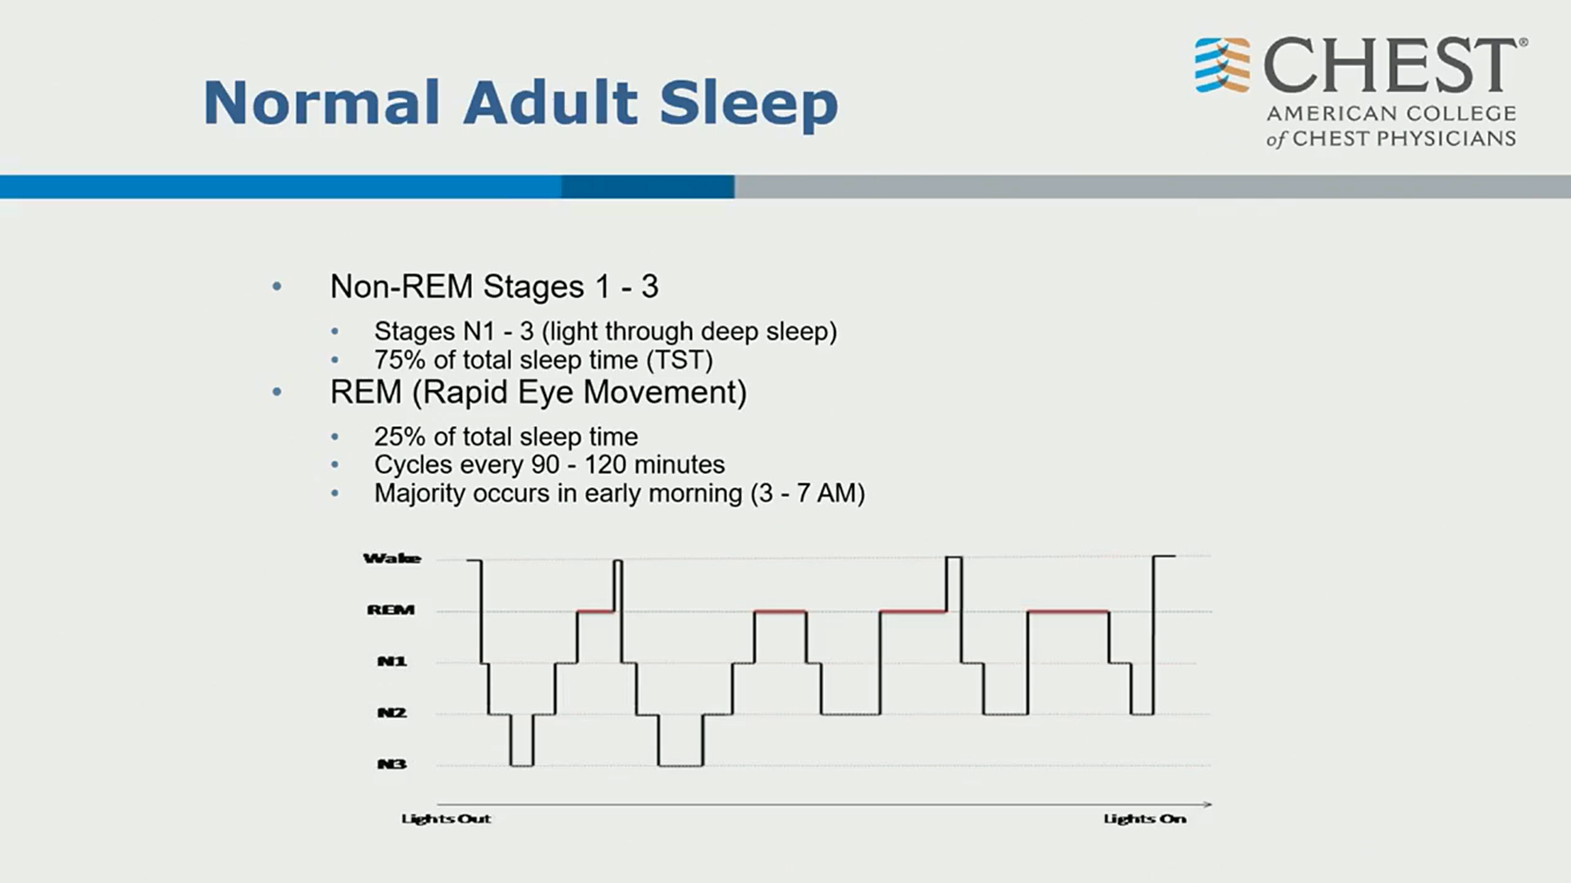 Normal Adult Sleep
CHEST®
AMERICAN COLLEGE
of CHEST PHYSICIANS
• Non-REM Stages 1 - 3
• Stages N1 - 3 (light through deep sleep)
• 75% of total sleep time (TST)
• REM (Rapid Eye Movement)
• 25% of total sleep time
• Cycles every 90 - 120 minutes
• Majority occurs in early morning (3 - 7 AM)
Wake
REM
N1
N2
N3
Lights Out Lights On